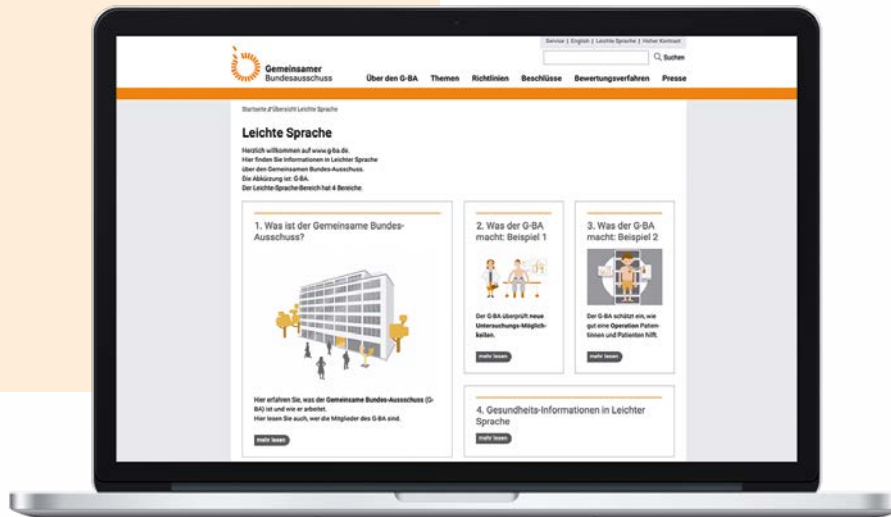 Service | English | Leichte Sprache | Hoher Kontrast
Suchen
Gemeinsamer
Bundesausschuss
Über den G-BA Themen Richtlinien Beschlüsse Bewertungsverfahren Presse
Startseite // Übersicht Leichte Sprache
Leichte Sprache
Herzlich willkommen auf www.g-ba.de.
Hier finden Sie Informationen in Leichter Sprache
über den Gemeinsamen Bundes-Ausschuss.
Die Abkürzung ist: G-BA.
Der Leichte-Sprache-Bereich hat 4 Bereiche.
1. Was ist der Gemeinsame Bundes-
Ausschuss?
Hier erfahren Sie, was der Gemeinsame Bundes-Aussschuss (G-
BA) ist und wie er arbeitet.
Hier lesen Sie auch, wer die Mitglieder des G-BA sind.
mehr lesen
2. Was der G-BA
macht: Beispiel 1
Der G-BA überprüft neue
Untersuchungs-Möglich-
keiten.
mehr lesen
3. Was der G-BA
macht: Beispiel 2
Der G-BA schätzt ein, wie
gut eine Operation Patien-
tinnen und Patienten hilft.
mehr lesen
4. Gesundheits-Informationen in Leichter
Sprache
mehr lesen